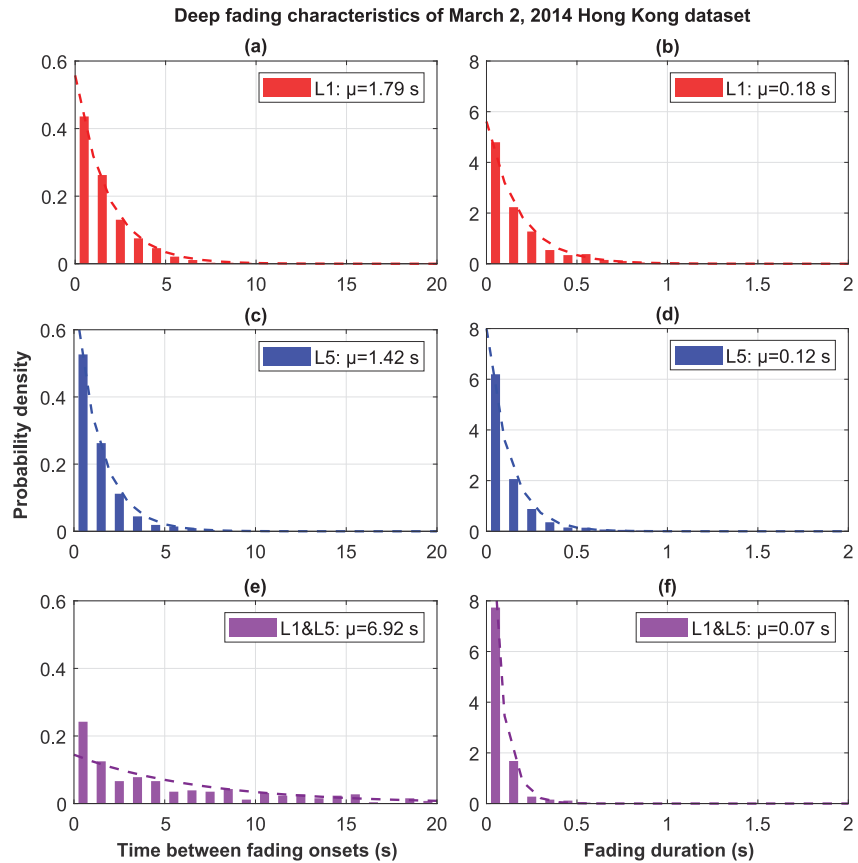 Deep fading characteristics of March 2, 2014 Hong Kong dataset
(a)
0.6
0.4
0.2
0
L1: μ=1.79 s
0 5 10 15 20
(b)
8
6
4
2
0
L1: μ=0.18 s
0 0.5 1 1.5 2
Probability density
(c)
0.6
0.4
0.2
0
L5: μ=1.42 s
0 5 10 15 20
(d)
8
6
4
2
0
L5: μ=0.12 s
0 0.5 1 1.5 2
(e)
0.6
0.4
0.2
0
L1&L5: μ=6.92 s
0 5 10 15 20
Time between fading onsets (s)
(f)
8
6
4
2
0
L1&L5: μ=0.07 s
0 0.5 1 1.5 2
Fading duration (s)